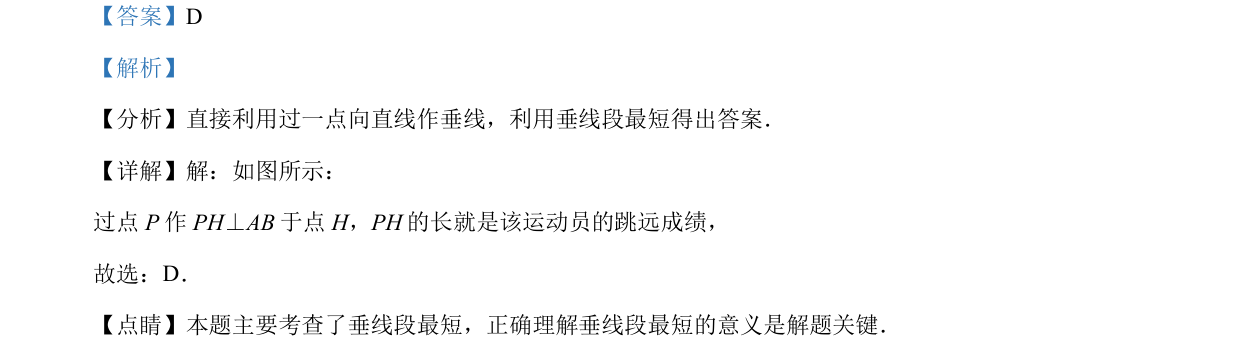 【答案】D
【解析】
【分析】直接利用过一点向直线作垂线，利用垂线段最短得出答案．
【详解】解：如图所示：
过点 P 作 PH⊥AB 于点 H，PH 的长就是该运动员的跳远成绩，
故选：D．
【点睛】本题主要考查了垂线段最短，正确理解垂线段最短的意义是解题关键．